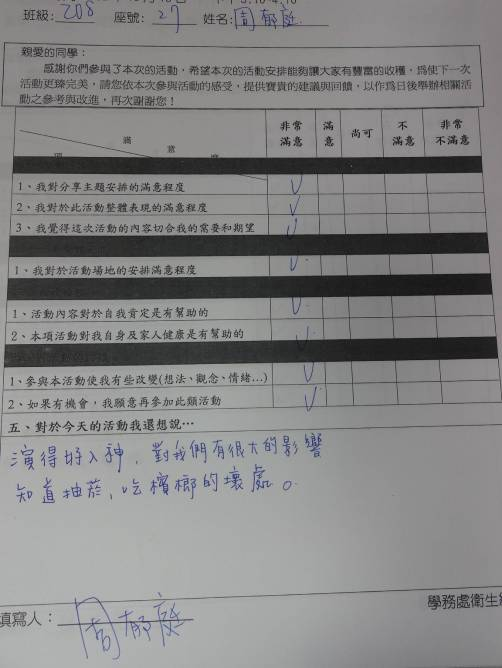 班級: 208 座號: 27 姓名: 周郁庭
親愛的同學：
感謝你們參與了本次的活動，希望本次的活動安排能夠讓大家有豐富的收穫，為使下一次
活動更臻完美，請您依本次參與活動的感受，提供寶貴的建議與回饋，以作為日後舉辦相關活
動之參考與改進，再次謝謝您！
滿意度 非常滿意 滿意 尚可 不滿意 非常不滿意
項
1、我對分享主題安排的滿意程度 ✓
2、我對於此活動整體表現的滿意程度 ✓
3、我覺得這次活動的內容切合我的需要和期望 ✓
1、我對於活動場地的安排滿意程度 ✓
1、活動內容對於自我肯定是有幫助的 ✓
2、本項活動對我自身及家人健康是有幫助的 ✓
1、參與本活動使我有些改變(想法、觀念、情緒…) ✓
2、如果有機會，我願意再參加此類活動 ✓
五、對於今天的活動我還想說…
演得好入神，對我們有很大的影響
知道抽菸，吃檳榔的壞處。
學務處衛生
填寫人： 周郁庭